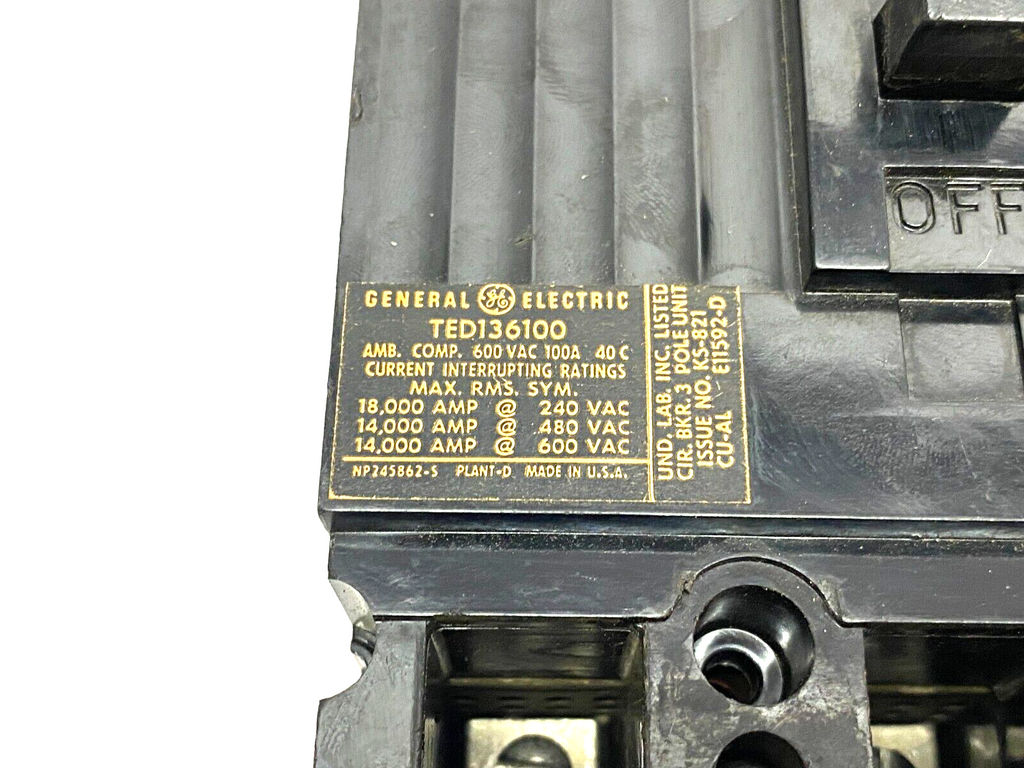 GENERAL GE ELECTRIC
TED136100
AMB. COMP. 600 VAC 100A 40 C
CURRENT INTERRUPTING RATINGS
MAX. RMS. SYM.
18,000 AMP @ 240 VAC
14,000 AMP @ 480 VAC
14,000 AMP @ 600 VAC
NP245862-S PLANT-D MADE IN U.S.A.
UND. LAB. INC. LISTED
CIR. BKR. 3 POLE UNIT
ISSUE NO. KS-821
CU-AL E11592-D
OFF